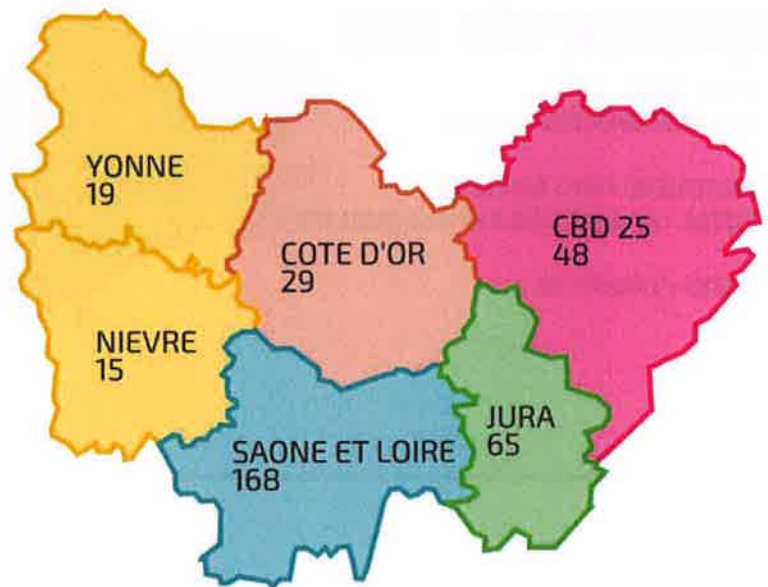 YONNE
19
COTE D'OR
29
CBD 25
48
NIEVRE
15
SAONE ET LOIRE
168
JURA
65